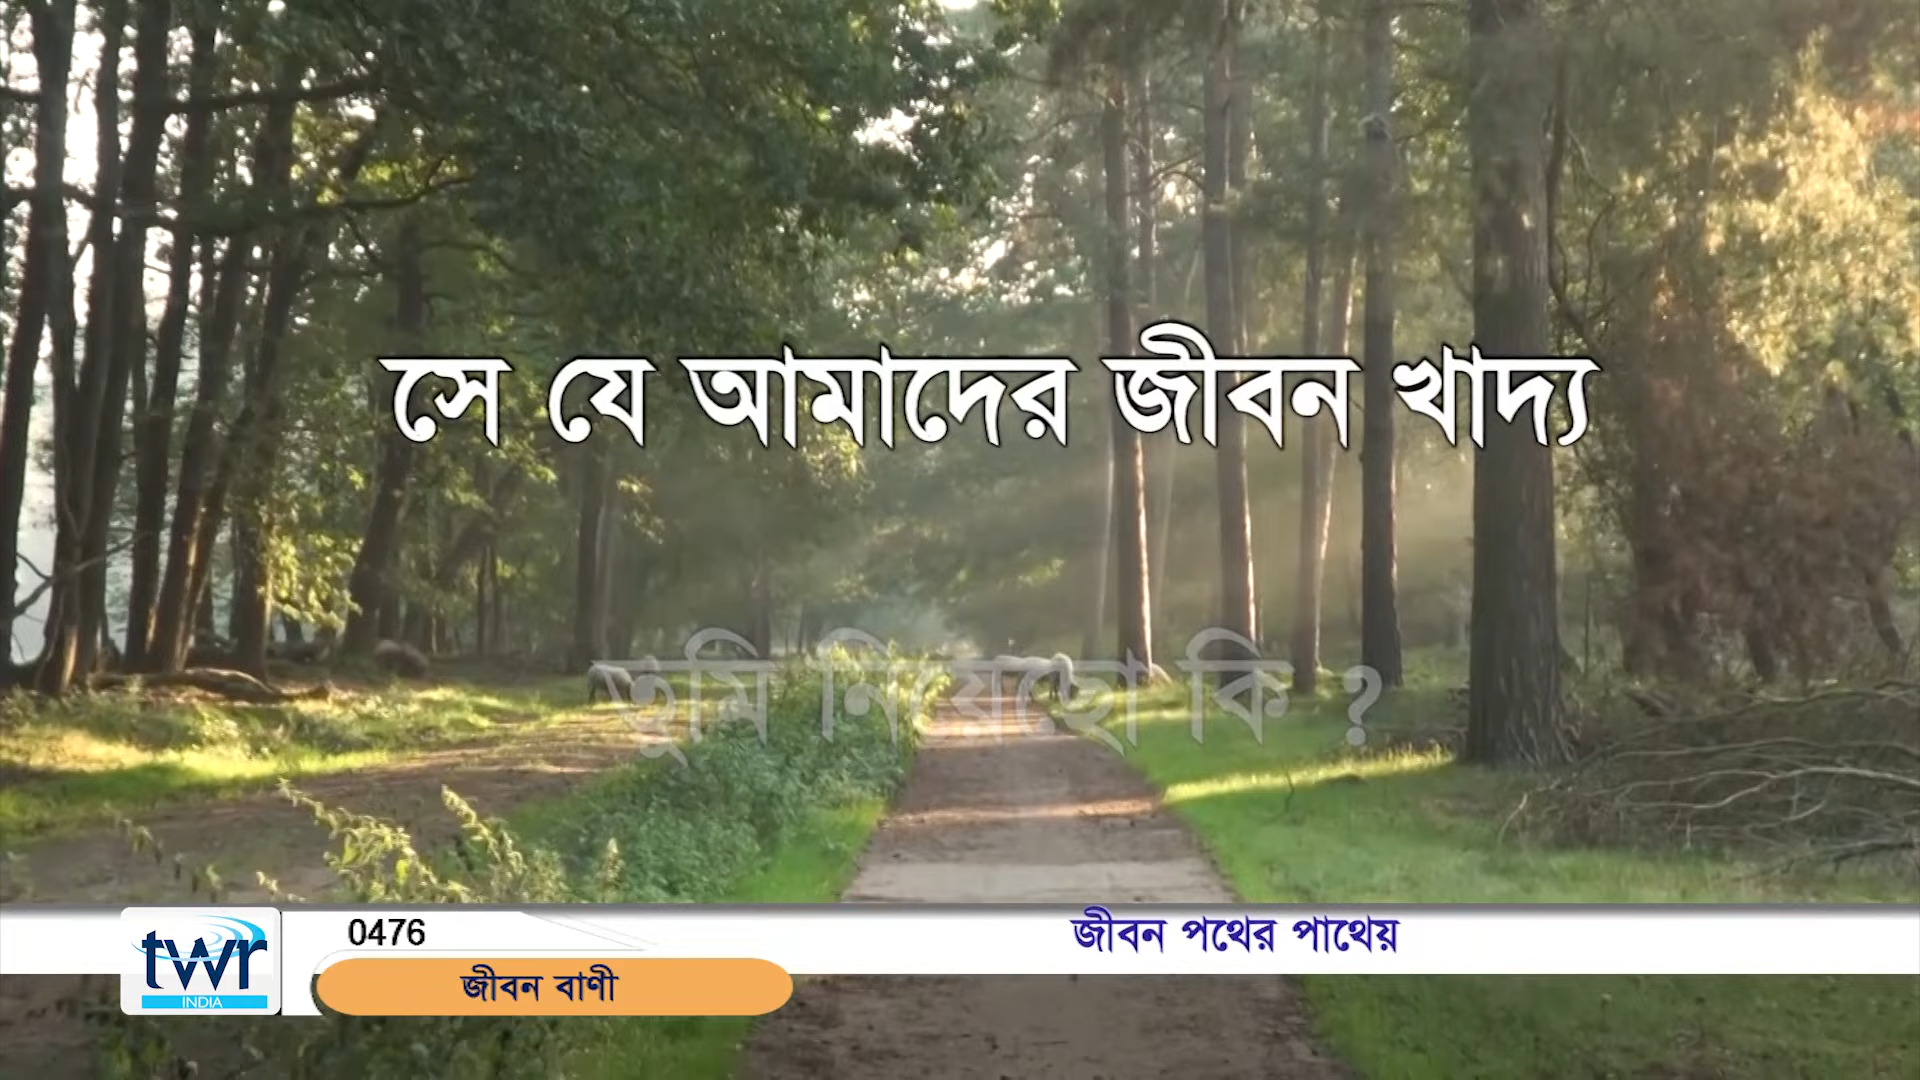 সে যে আমাদের জীবন খাদ্য
তুমি নিয়েছো কি ?
0476
জীবন পথের পাথেয়
twr
INDIA
জীবন বাণী